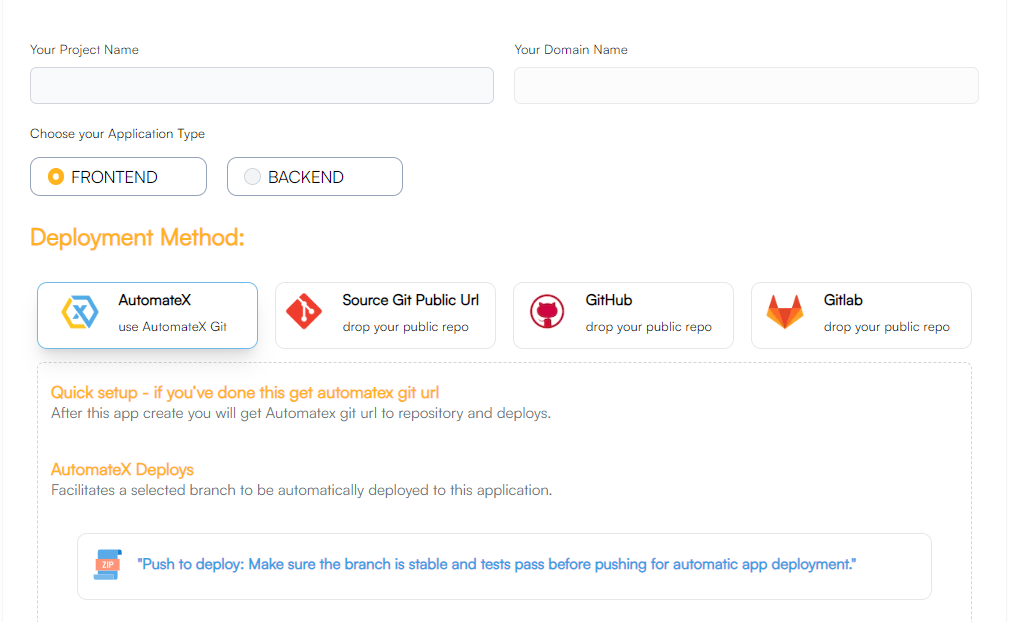 Your Project Name
Your Domain Name
Choose your Application Type
FRONTEND
BACKEND
Deployment Method:
AutomateX
use AutomateX Git
Source Git Public Url
drop your public repo
GitHub
drop your public repo
Gitlab
drop your public repo
Quick setup - if you've done this get automatex git url
After this app create you will get Automatex git url to repository and deploys.
AutomateX Deploys
Facilitates a selected branch to be automatically deployed to this application.
ZIP
"Push to deploy: Make sure the branch is stable and tests pass before pushing for automatic app deployment."